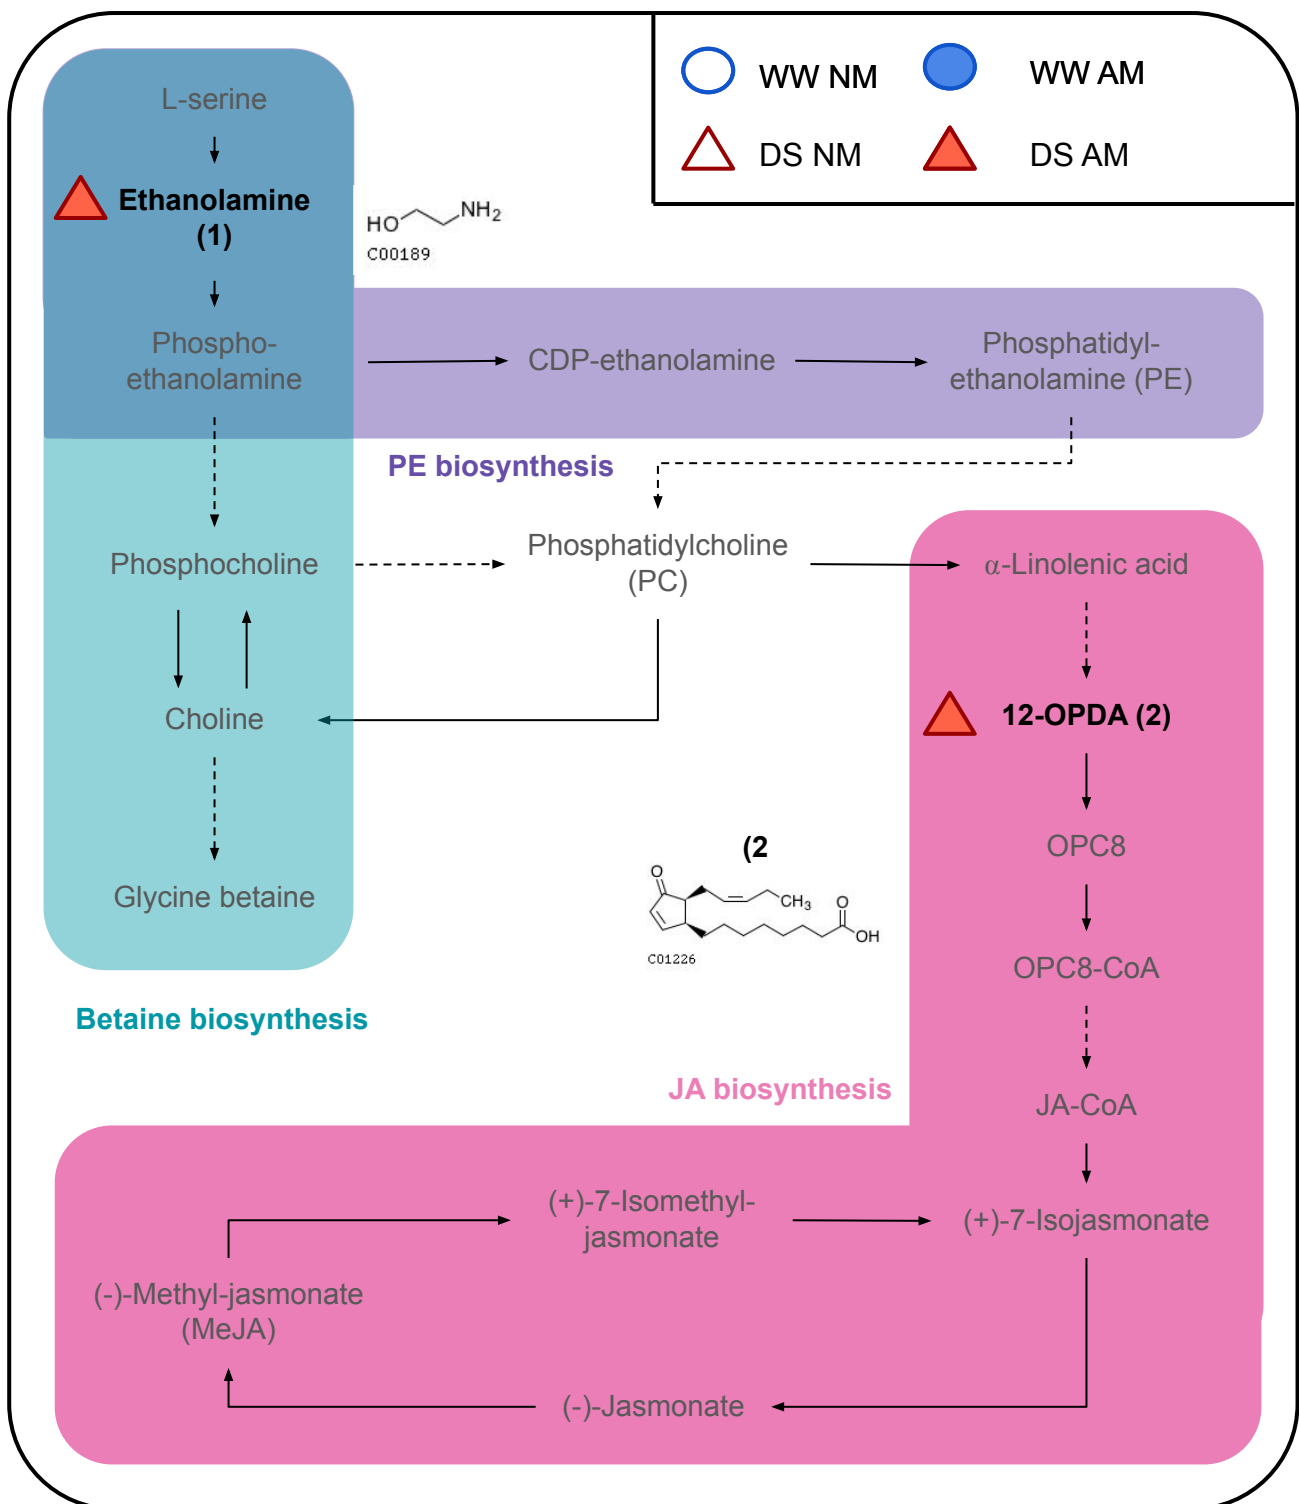 WW NM
WW AM
DS NM
DS AM
L-serine
Ethanolamine
(1)
HO
NH2
C00189
Phospho-
ethanolamine
CDP-ethanolamine
Phosphatidyl-
ethanolamine (PE)
PE biosynthesis
Phosphocholine
Phosphatidylcholine
(PC)
α-Linolenic acid
Choline
12-OPDA (2)
Glycine betaine
(2
O
CH3
O
OH
C01226
OPC8
OPC8-CoA
Betaine biosynthesis
JA biosynthesis
JA-CoA
(+)-7-Isomethyl-
jasmonate
(+)-7-Isojasmonate
(-)-Methyl-jasmonate
(MeJA)
(-)-Jasmonate